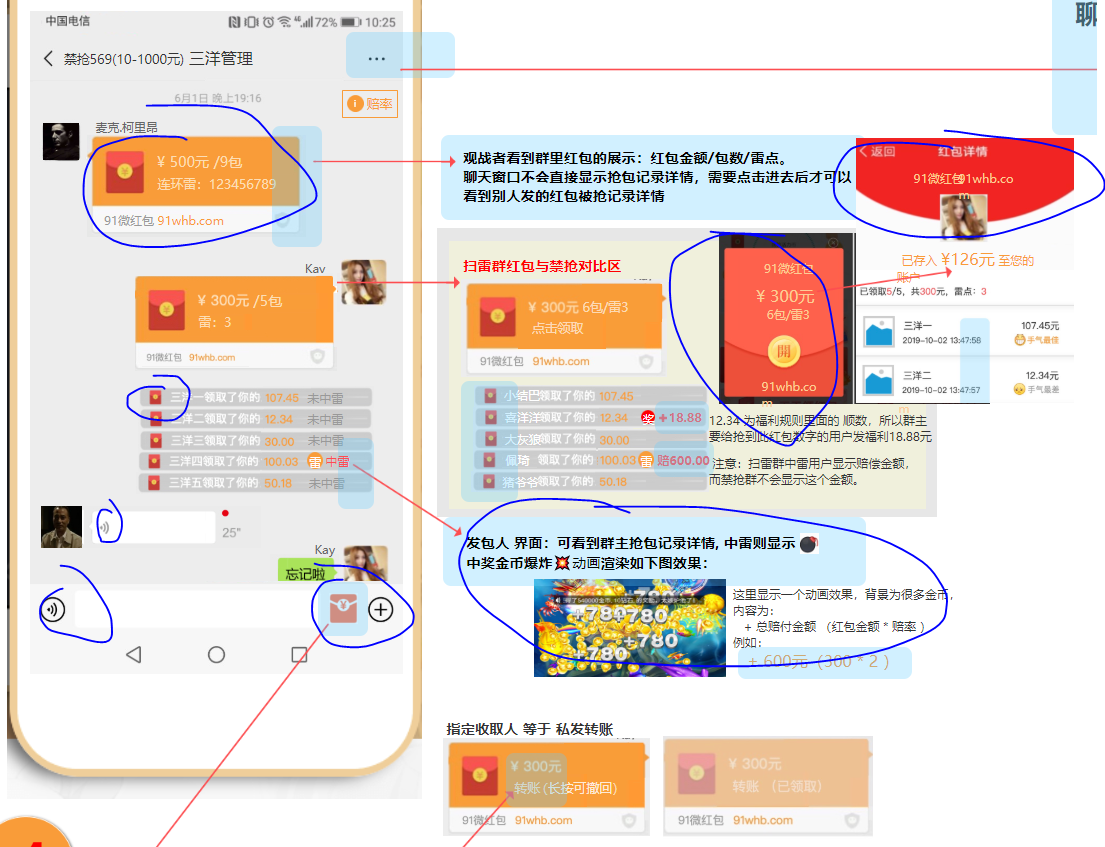 中国电信
72% 10:25
聊
禁抢569(10-1000元) 三洋管理
6月1日 晚上19:16
赔率
麦克.柯里昂
¥ 500元 /9包
连环雷：123456789
91微红包 91whb.com
观战者看到群里红包的展示：红包金额/包数/雷点。
聊天窗口不会直接显示抢包记录详情，需要点击进去后才可以
看到别人发的红包被抢记录详情
返回 红包详情
91微红包 91whb.co
m
已存入 ¥126元 至您的
账户
已领取5/5，共300元，雷点：3
三洋一 107.45元
2019-10-02 13:47:58 手气最佳
三洋二 12.34元
2019-10-02 13:47:57 手气最差
Kav
¥ 300元 /5包
雷：3
91微红包 91whb.com
三洋一领取了你的 107.45 未中雷
三洋二领取了你的 12.34 未中雷
三洋三领取了你的 30.00 未中雷
三洋四领取了你的 100.03 雷 中雷
三洋五领取了你的 50.18 未中雷
25"
Kay
忘记啦
扫雷群红包与禁抢对比区
¥ 300元 6包/雷3
点击领取
91微红包 91whb.com
小结巴领取了你的 107.45
喜洋洋领取了你的 12.34 奖 +18.88
大灰狼领取了你的 30.00
佩琦 领取了你的 100.03 雷 赔600.00
猪爷爷领取了你的 50.18
91微红包
¥ 300元
6包/雷3
開
91whb.co
m
12.34 为福利规则里面的 顺数，所以群主
要给抢到此红包数字的用户发福利18.88元
注意：扫雷群中雷用户显示赔偿金额，
而禁抢群不会显示这个金额。
发包人 界面：可看到群主抢包记录详情, 中雷则显示
中奖金币爆炸 动画渲染如下图效果：
+780
+780
+780
+780
这里显示一个动画效果，背景为很多金币，
内容为：
+ 总赔付金额 （红包金额 * 赔率 ）
例如：
+ 600元（300 * 2 ）
指定收取人 等于 私发转账
¥ 300元
转账 (长按可撤回)
91微红包 91whb.com
¥ 300元
转账 （已领取）
91微红包 91whb.com